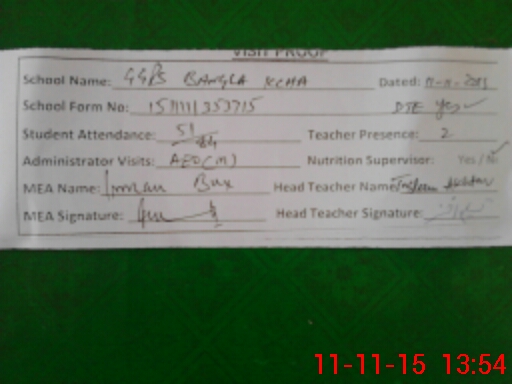 VISIT PROOF
School Name: GGPS BANGLA KCHA Dated: 11-11-2015
School Form No: DSE Yes ✓
Student Attendance: 51 Teacher Presence: 2
Administrator Visits: AEO(M) Nutrition Supervisor: Yes / No
MEA Name: Imran Bux Head Teacher Name:
MEA Signature: Head Teacher Signature:
11-11-15 13:54